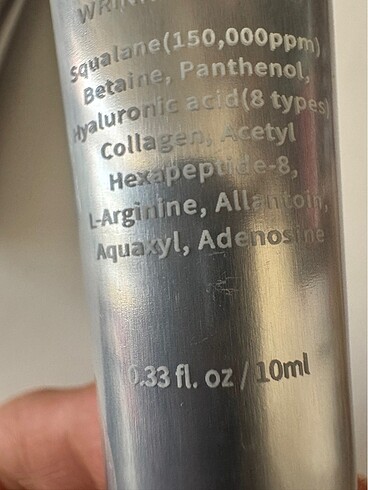 Squalane(150,000ppm)
Betaine, Panthenol,
Hyaluronic acid(8 types)
Collagen, Acetyl
Hexapeptide-8,
L-Arginine, Allantoin,
Aquaxyl, Adenosine
0.33 fl. oz / 10ml